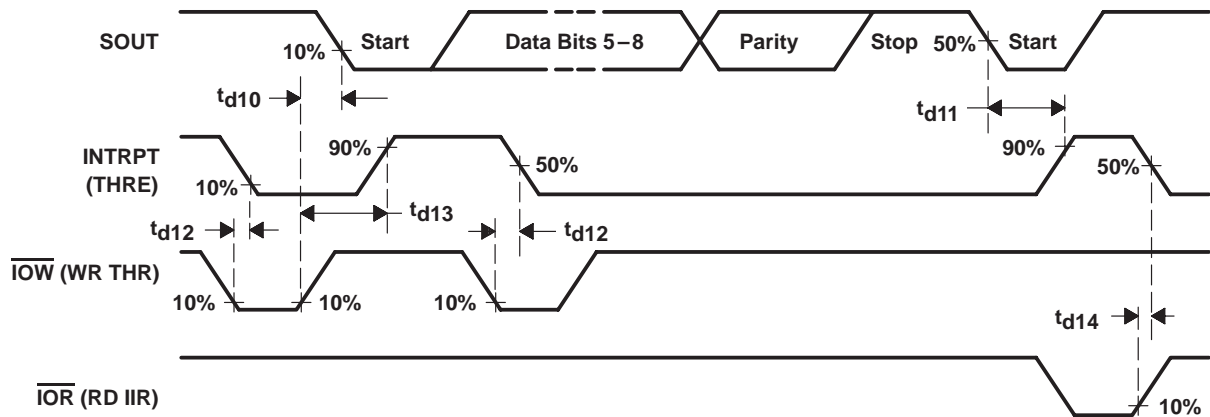 SOUT
10%
Start
Data Bits 5–8
Parity
Stop
50%
Start
td10
td11
INTRPT
(THRE)
10%
90%
50%
90%
50%
td12
td13
td12
IOW (WR THR)
10%
10%
10%
td14
IOR (RD IIR)
10%